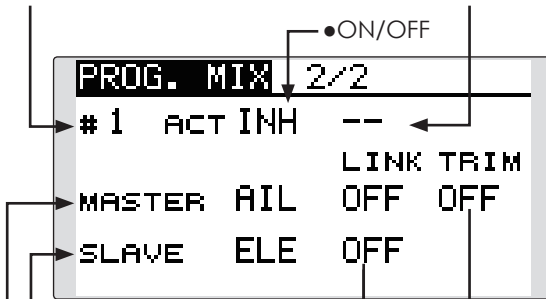 ●ON/OFF
PROG. MIX 2/2
#1 ACT INH --
LINK TRIM
MASTER AIL OFF OFF
SLAVE ELE OFF